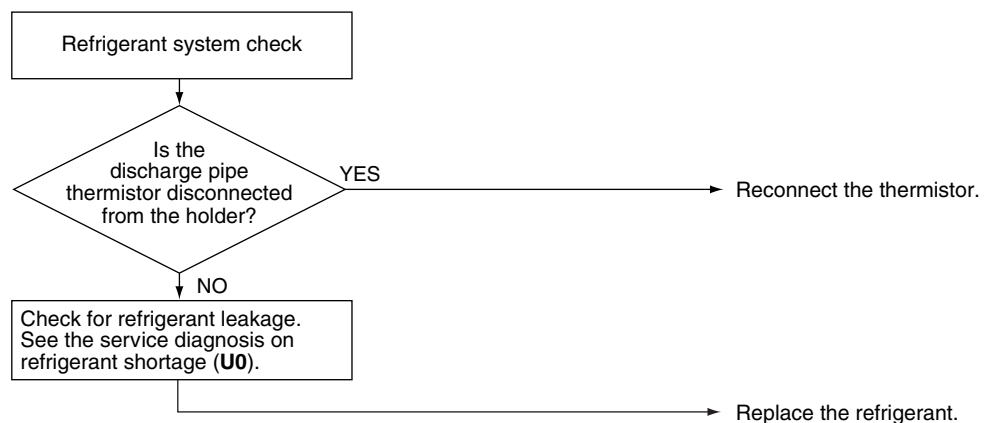 Refrigerant system check
Is the
discharge pipe
thermistor disconnected
from the holder?
YES
Reconnect the thermistor.
NO
Check for refrigerant leakage.
See the service diagnosis on
refrigerant shortage (U0).
Replace the refrigerant.